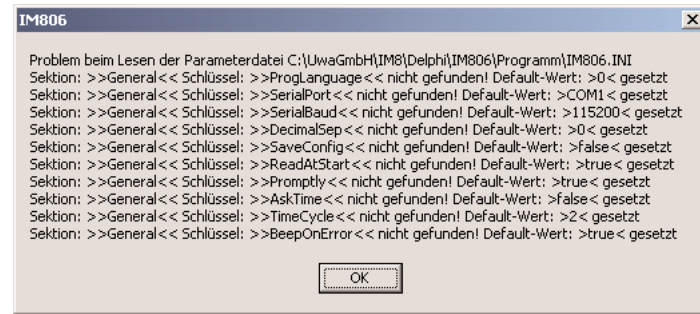 IM806
Problem beim Lesen der Parameterdatei C:\UwaGmbH\IM8\Delphi\IM806\Programm\IM806.INI
Sektion: >>General<< Schlüssel: >>ProgLanguage<< nicht gefunden! Default-Wert: >0< gesetzt
Sektion: >>General<< Schlüssel: >>SerialPort<< nicht gefunden! Default-Wert: >COM1< gesetzt
Sektion: >>General<< Schlüssel: >>SerialBaud<< nicht gefunden! Default-Wert: >115200< gesetzt
Sektion: >>General<< Schlüssel: >>DecimalSep<< nicht gefunden! Default-Wert: >0< gesetzt
Sektion: >>General<< Schlüssel: >>SaveConfig<< nicht gefunden! Default-Wert: >false< gesetzt
Sektion: >>General<< Schlüssel: >>ReadAtStart<< nicht gefunden! Default-Wert: >true< gesetzt
Sektion: >>General<< Schlüssel: >>Promptly<< nicht gefunden! Default-Wert: >true< gesetzt
Sektion: >>General<< Schlüssel: >>AskTime<< nicht gefunden! Default-Wert: >false< gesetzt
Sektion: >>General<< Schlüssel: >>TimeCycle<< nicht gefunden! Default-Wert: >2< gesetzt
Sektion: >>General<< Schlüssel: >>BeepOnError<< nicht gefunden! Default-Wert: >true< gesetzt
OK